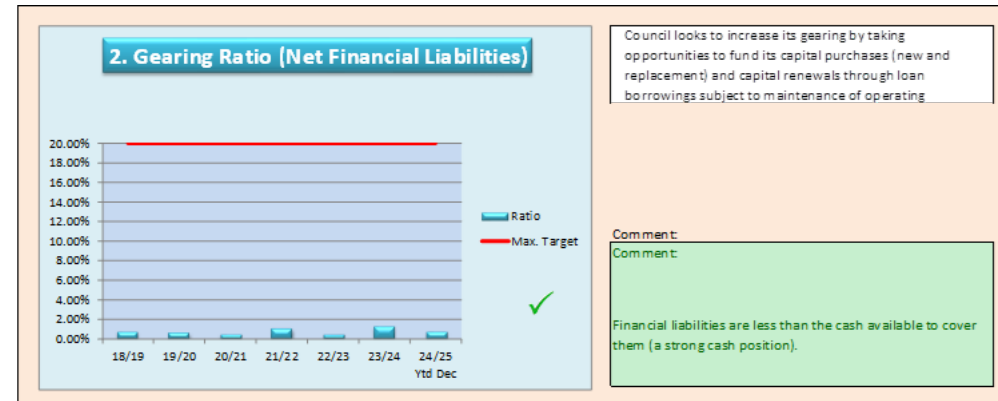 2. Gearing Ratio (Net Financial Liabilities)
20.00%
18.00%
16.00%
14.00%
12.00%
10.00%
8.00%
6.00%
4.00%
2.00%
0.00%
18/19 19/20 20/21 21/22 22/23 23/24 24/25
Ytd Dec
Ratio
Max. Target
Council looks to increase its gearing by taking
opportunities to fund its capital purchases (new and
replacement) and capital renewals through loan
borrowings subject to maintenance of operating
Comment:
Comment:
Financial liabilities are less than the cash available to cover
them (a strong cash position).